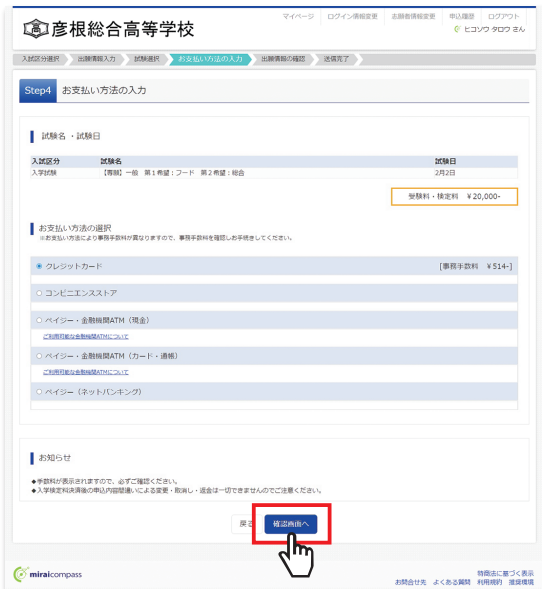 マイページ ログイン情報変更 志願者情報変更 申込履歴 ログアウト
彦根総合高等学校
ヒコソウ タロウ さん
入試区分選択 出願情報入力 試験選択 お支払い方法の入力 出願情報の確認 送信完了
Step4 お支払い方法の入力
試験名・試験日
入試区分 試験名 試験日
入学試験 【専願】一般 第1希望：フード 第2希望：総合 2月2日
受験料・検定料 ￥20,000-
お支払い方法の選択
※お支払い方法により事務手数料が異なりますので、事務手数料を確認しお手続きしてください。
クレジットカード [事務手数料 ￥514-]
コンビニエンスストア
ペイジー・金融機関ATM（現金）
ご利用可能な金融機関ATMについて
ペイジー・金融機関ATM（カード・通帳）
ご利用可能な金融機関ATMについて
ペイジー（ネットバンキング）
お知らせ
◆手数料が表示されますので、必ずご確認ください。
◆入学検定料決済後の申込内容間違いによる変更・取消し・返金は一切できませんのでご注意ください。
戻る 確認画面へ
miraicompass
特商法に基づく表示
お問合せ先 よくある質問 利用規約 推奨環境